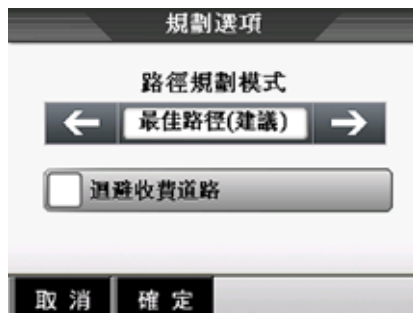 規劃選項
路徑規劃模式
最佳路徑(建議)
迴避收費道路
取消 確定